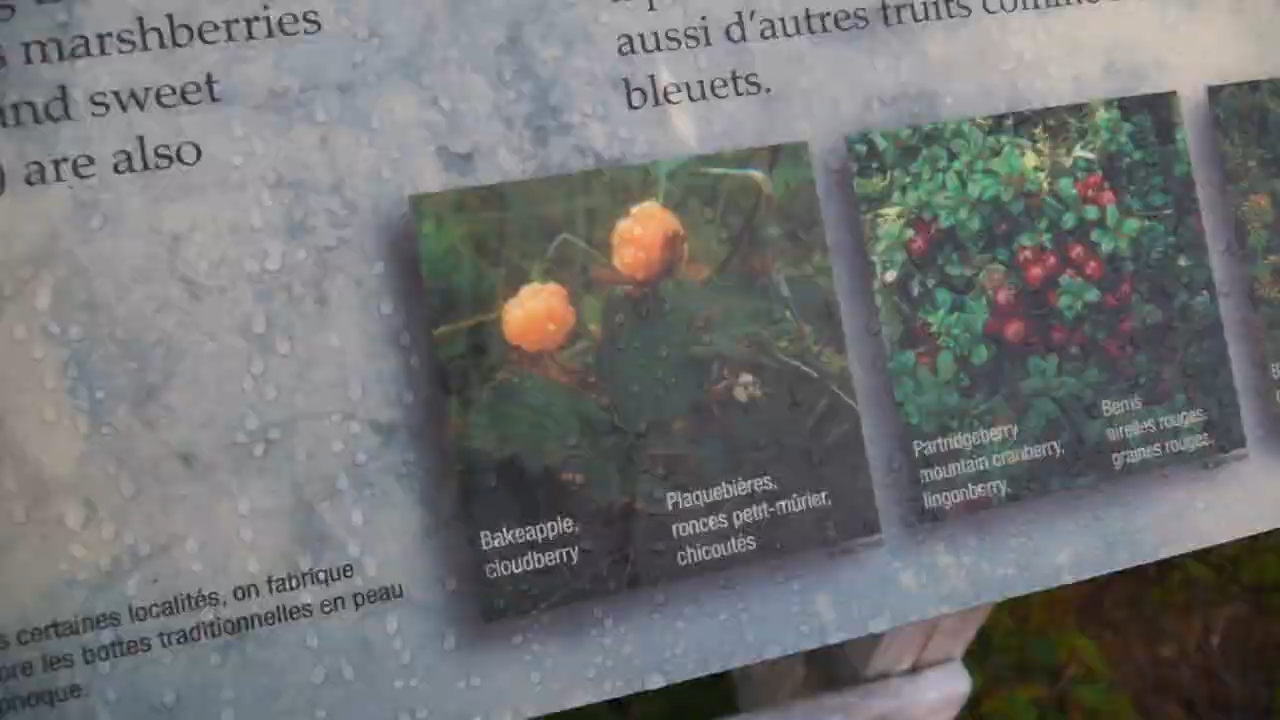 marshberries
and sweet
) are also
aussi d'autres fruits comme
bleuets.
Bakeapple,
cloudberry
Plaquebières,
ronces petit-mûrier,
chicoutés
Partridgeberry
mountain cranberry,
lingonberry,
Berris
airelles rouges,
graines rouges,
certaines localités, on fabrique
les bottes traditionnelles en peau
phoque.